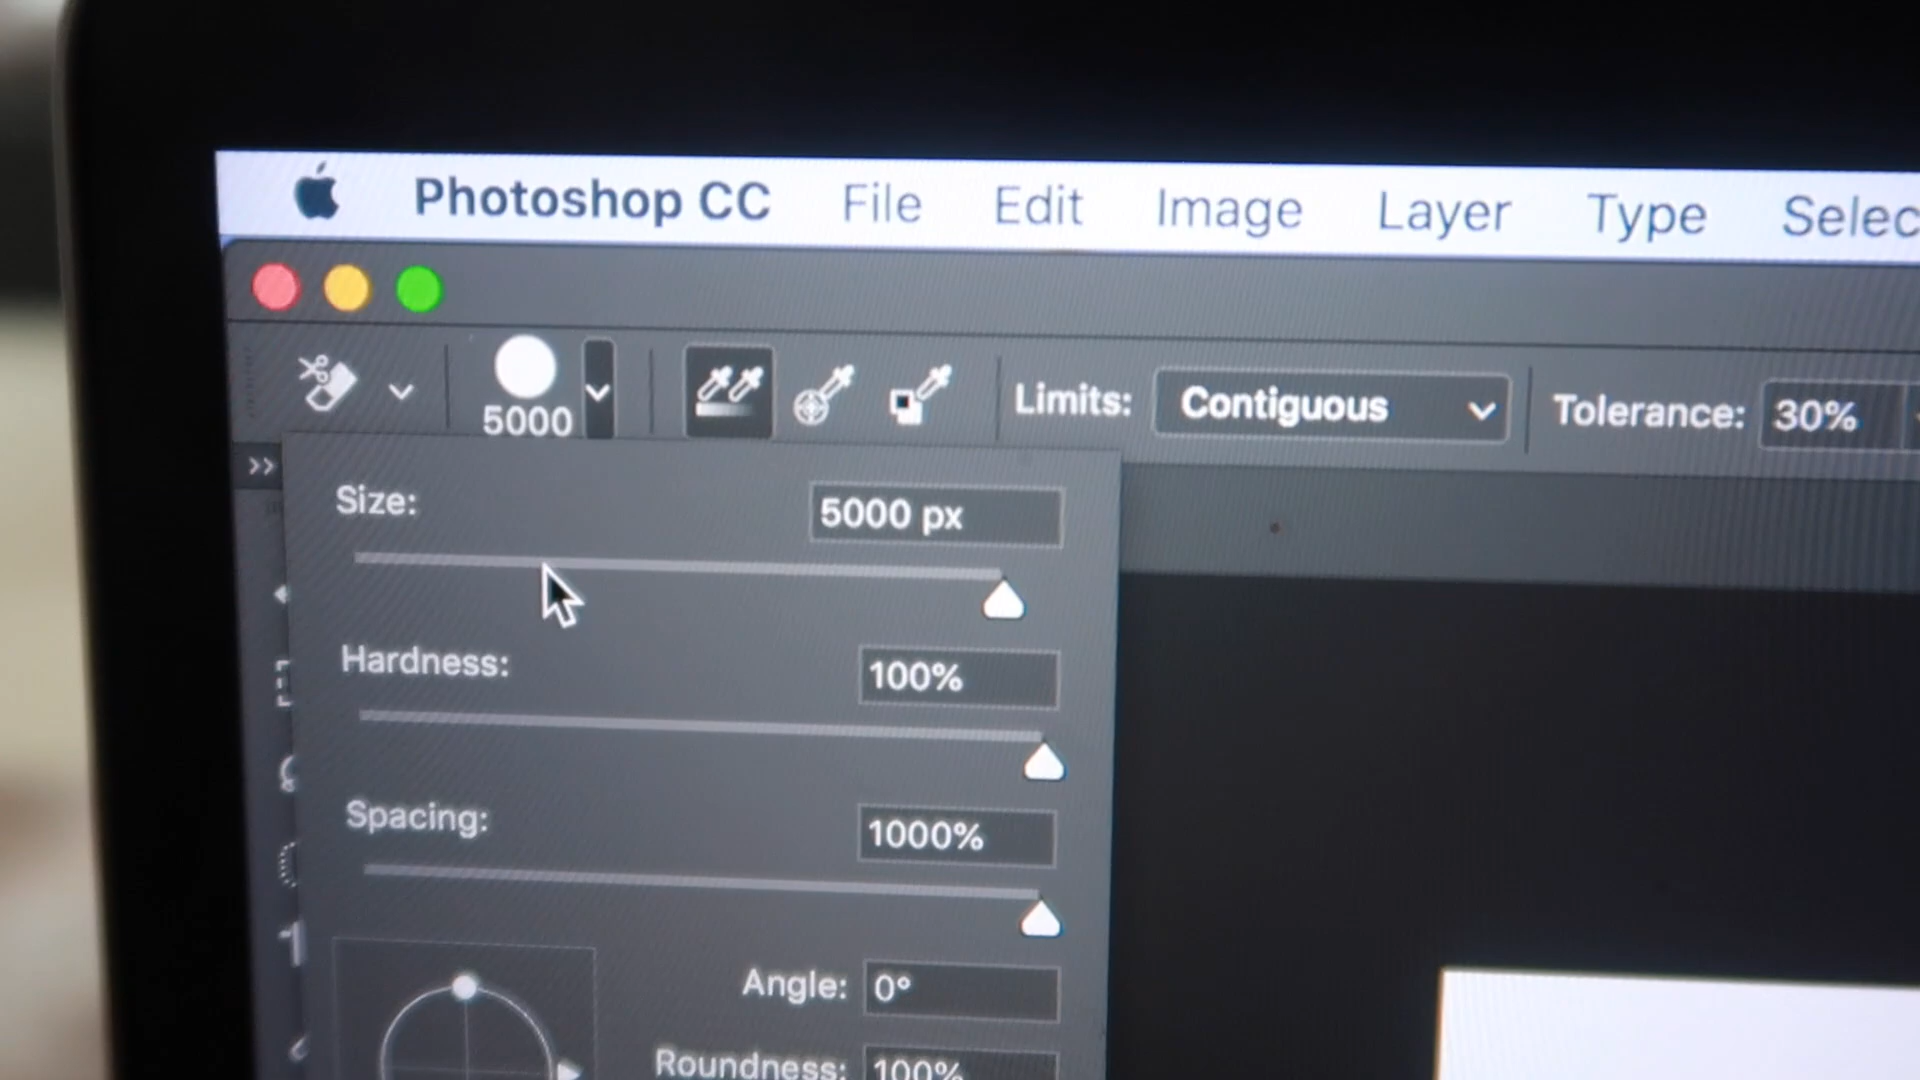 Photoshop CC File Edit Image Layer Type Selec
5000 Limits: Contiguous Tolerance: 30%
Size: 5000 px
Hardness: 100%
Spacing: 1000%
Angle: 0°
Roundness: 100%